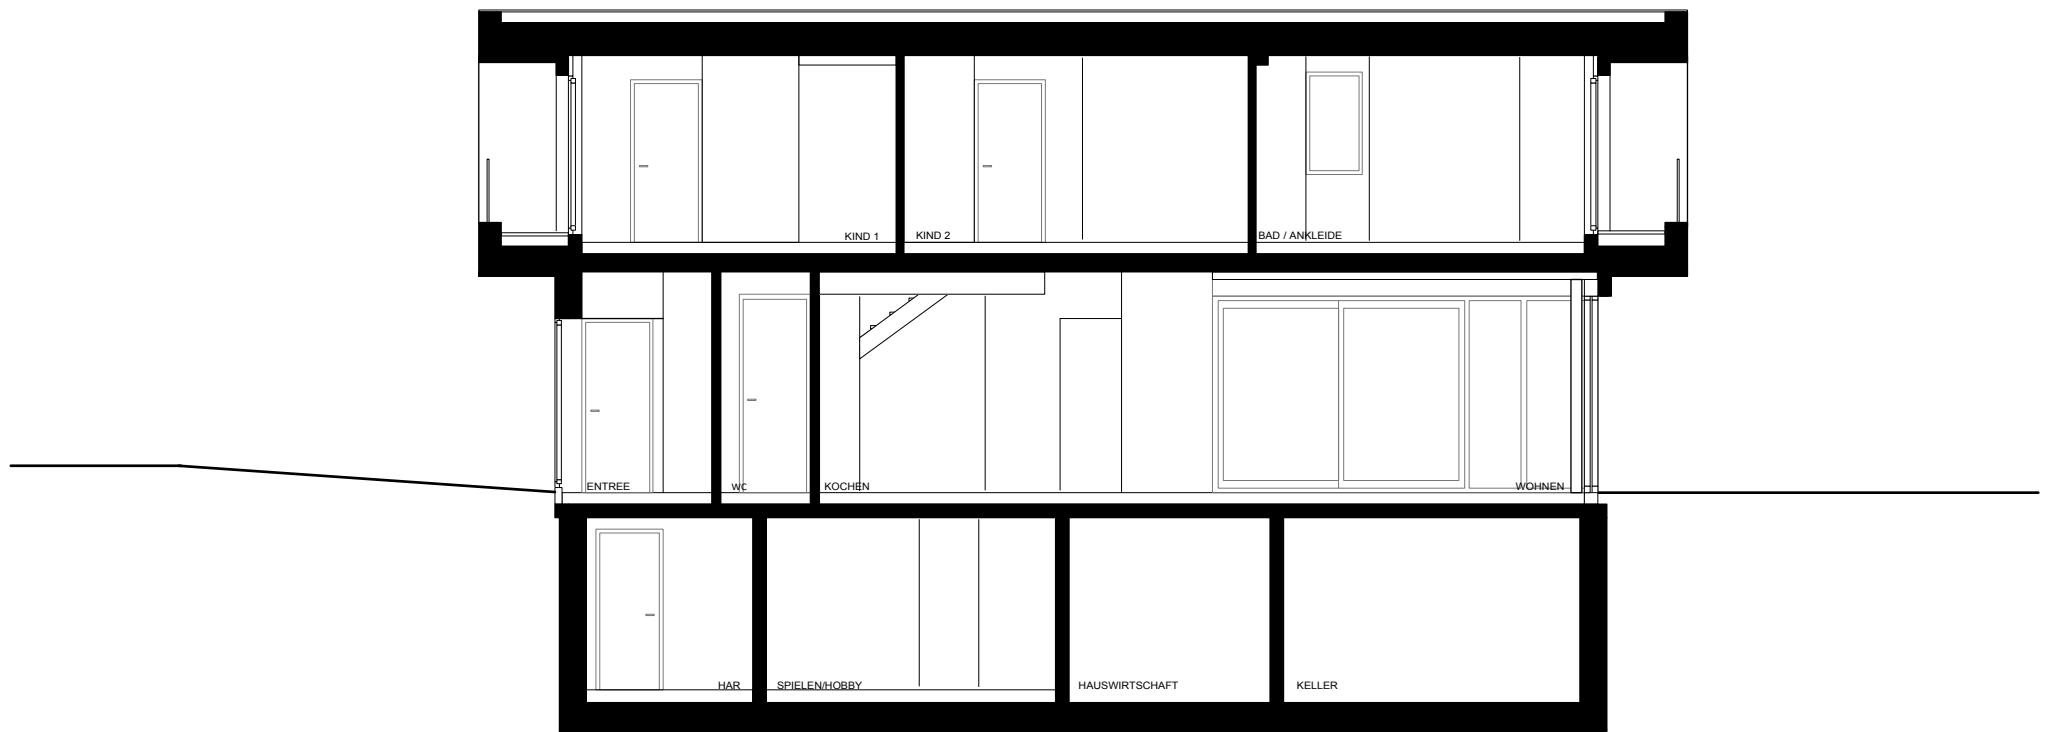 KIND 1
KIND 2
BAD / ANKLEIDE
ENTREE
WC
KOCHEN
WOHNEN
HAR
SPIELEN/HOBBY
HAUSWIRTSCHAFT
KELLER